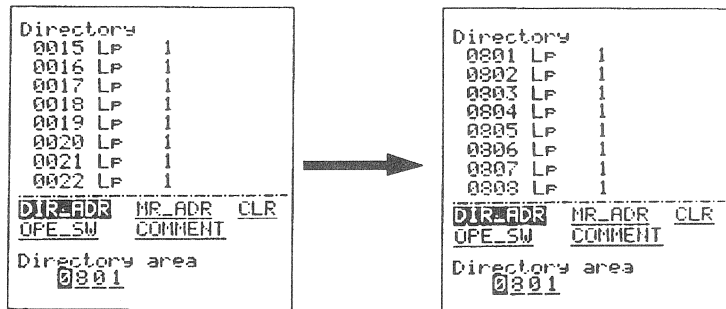 Directory
0015 LP 1
0016 LP 1
0017 LP 1
0018 LP 1
0019 LP 1
0020 LP 1
0021 LP 1
0022 LP 1
DIR_ADR MR_ADR CLR
OPE_SW COMMENT
Directory area
0801
Directory
0801 LP 1
0802 LP 1
0803 LP 1
0804 LP 1
0805 LP 1
0806 LP 1
0807 LP 1
0808 LP 1
DIR_ADR MR_ADR CLR
OPE_SW COMMENT
Directory area
0801